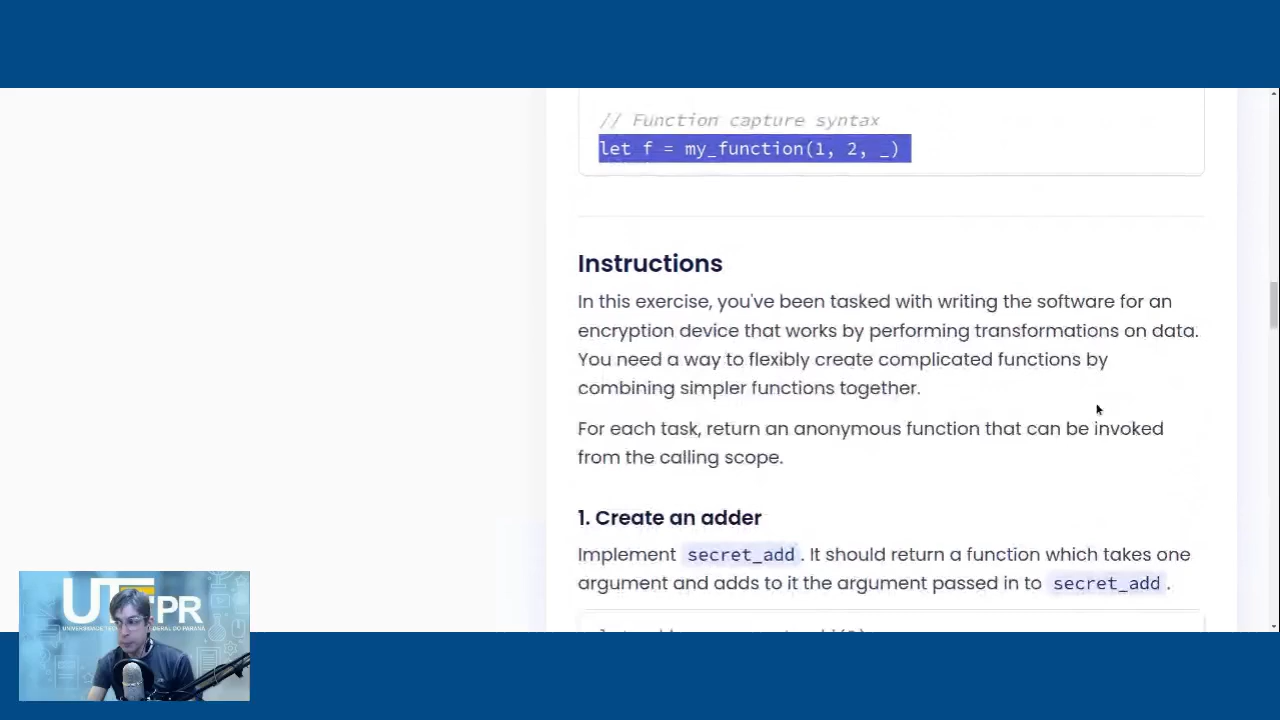 // Function capture syntax
let f = my_function(1, 2, _)
Instructions
In this exercise, you've been tasked with writing the software for an
encryption device that works by performing transformations on data.
You need a way to flexibly create complicated functions by
combining simpler functions together.
For each task, return an anonymous function that can be invoked
from the calling scope.
1. Create an adder
Implement secret_add. It should return a function which takes one
argument and adds to it the argument passed in to secret_add.